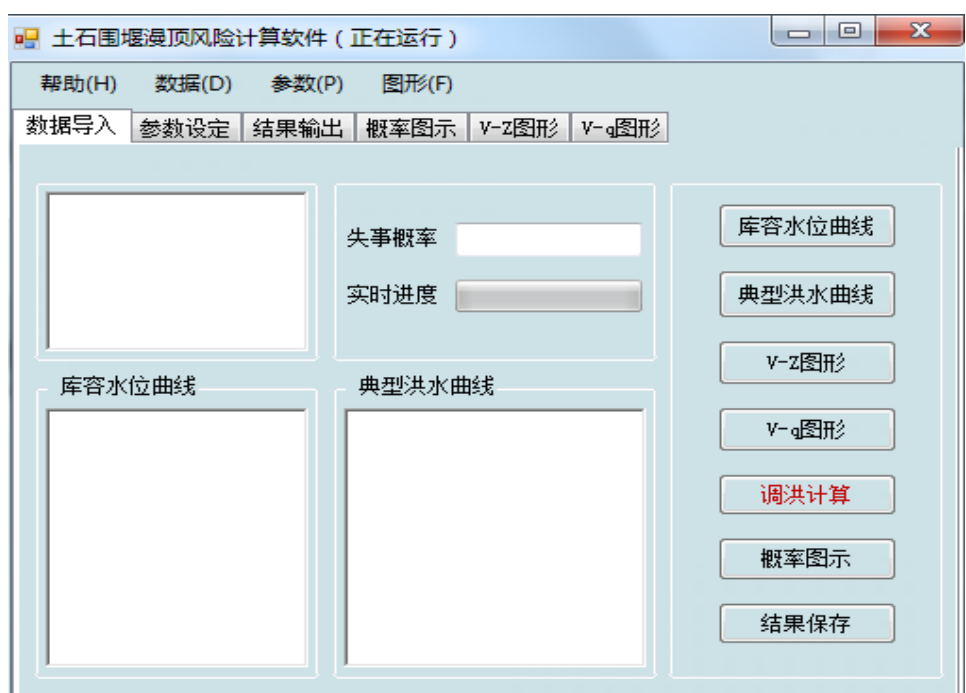 土石围堰漫顶风险计算软件（正在运行）
帮助(H) 数据(D) 参数(P) 图形(F)
数据导入 参数设定 结果输出 概率图示 V-Z图形 V-q图形
失事概率
实时进度
库容水位曲线
典型洪水曲线
库容水位曲线
典型洪水曲线
V-Z图形
V-q图形
调洪计算
概率图示
结果保存